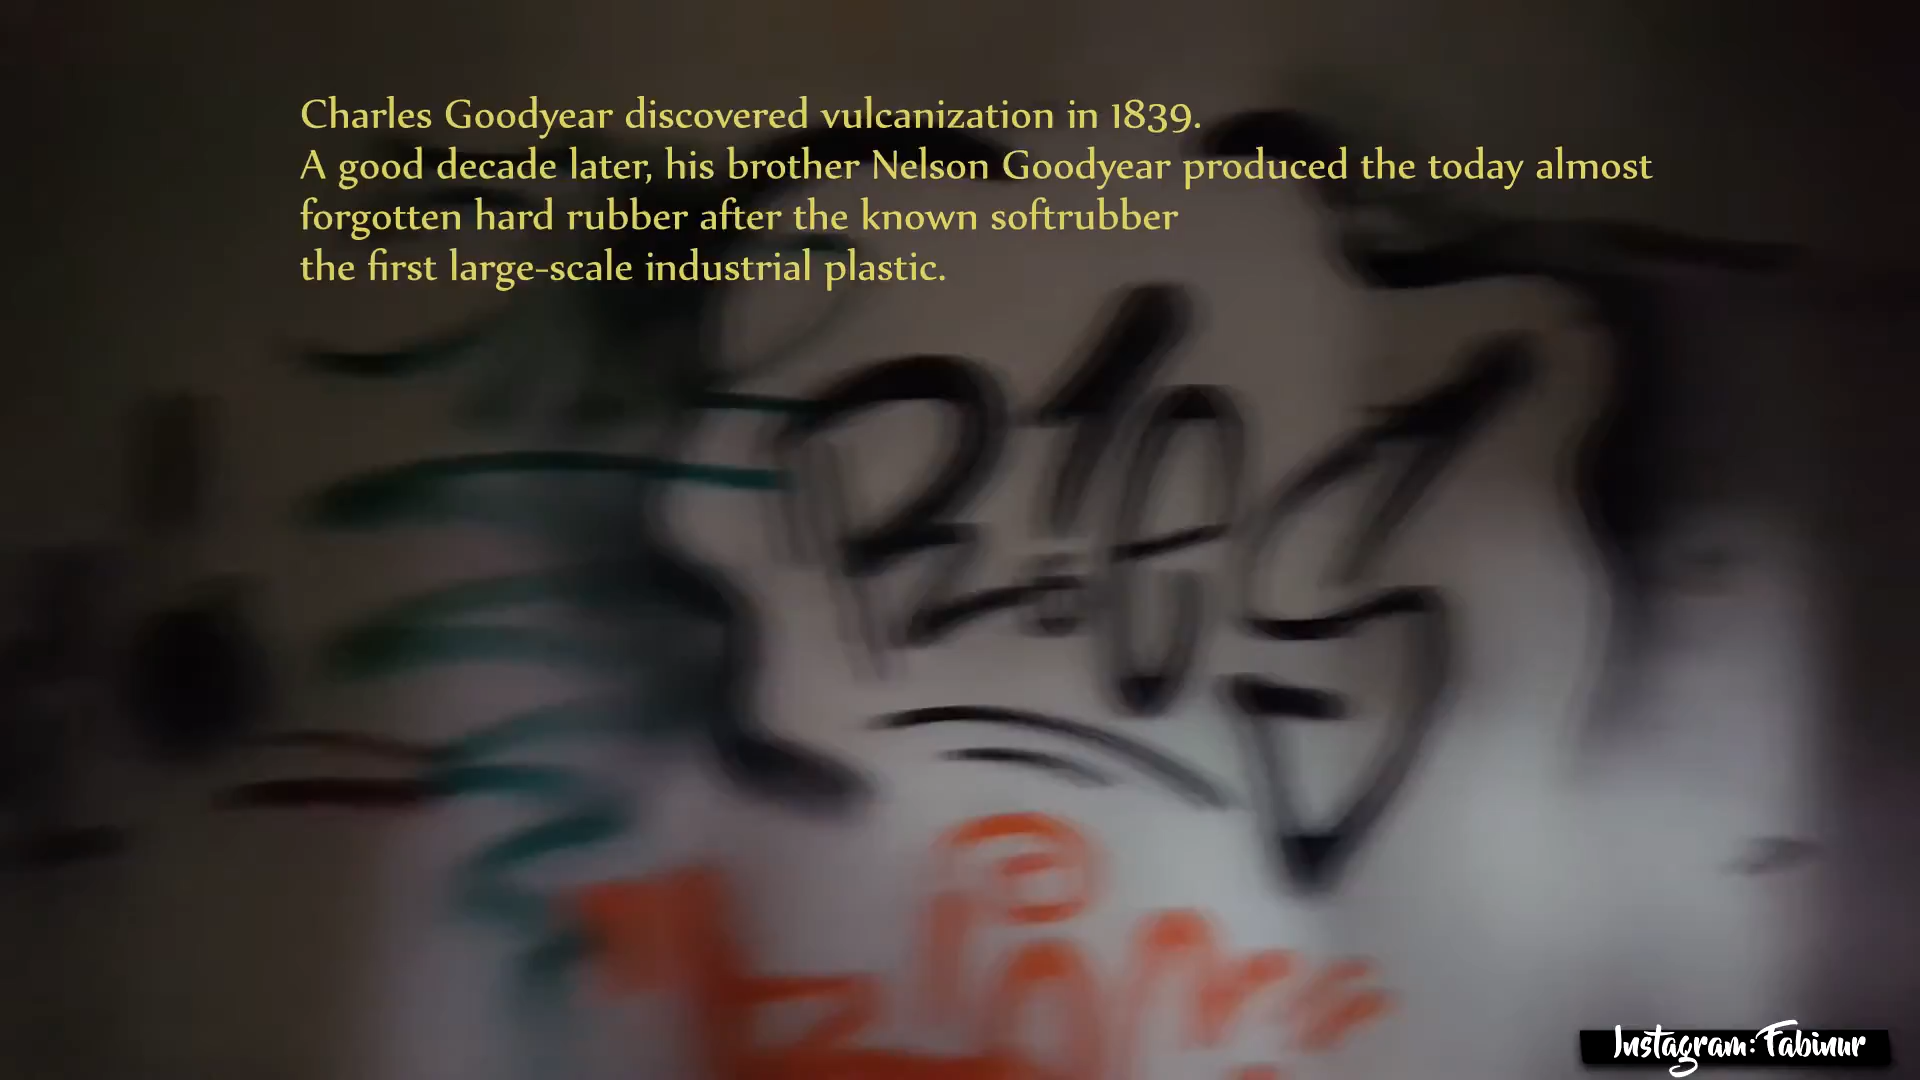 Charles Goodyear discovered vulcanization in 1839.
A good decade later, his brother Nelson Goodyear produced the today almost
forgotten hard rubber after the known softrubber
the first large-scale industrial plastic.
Instagram: Fabinur